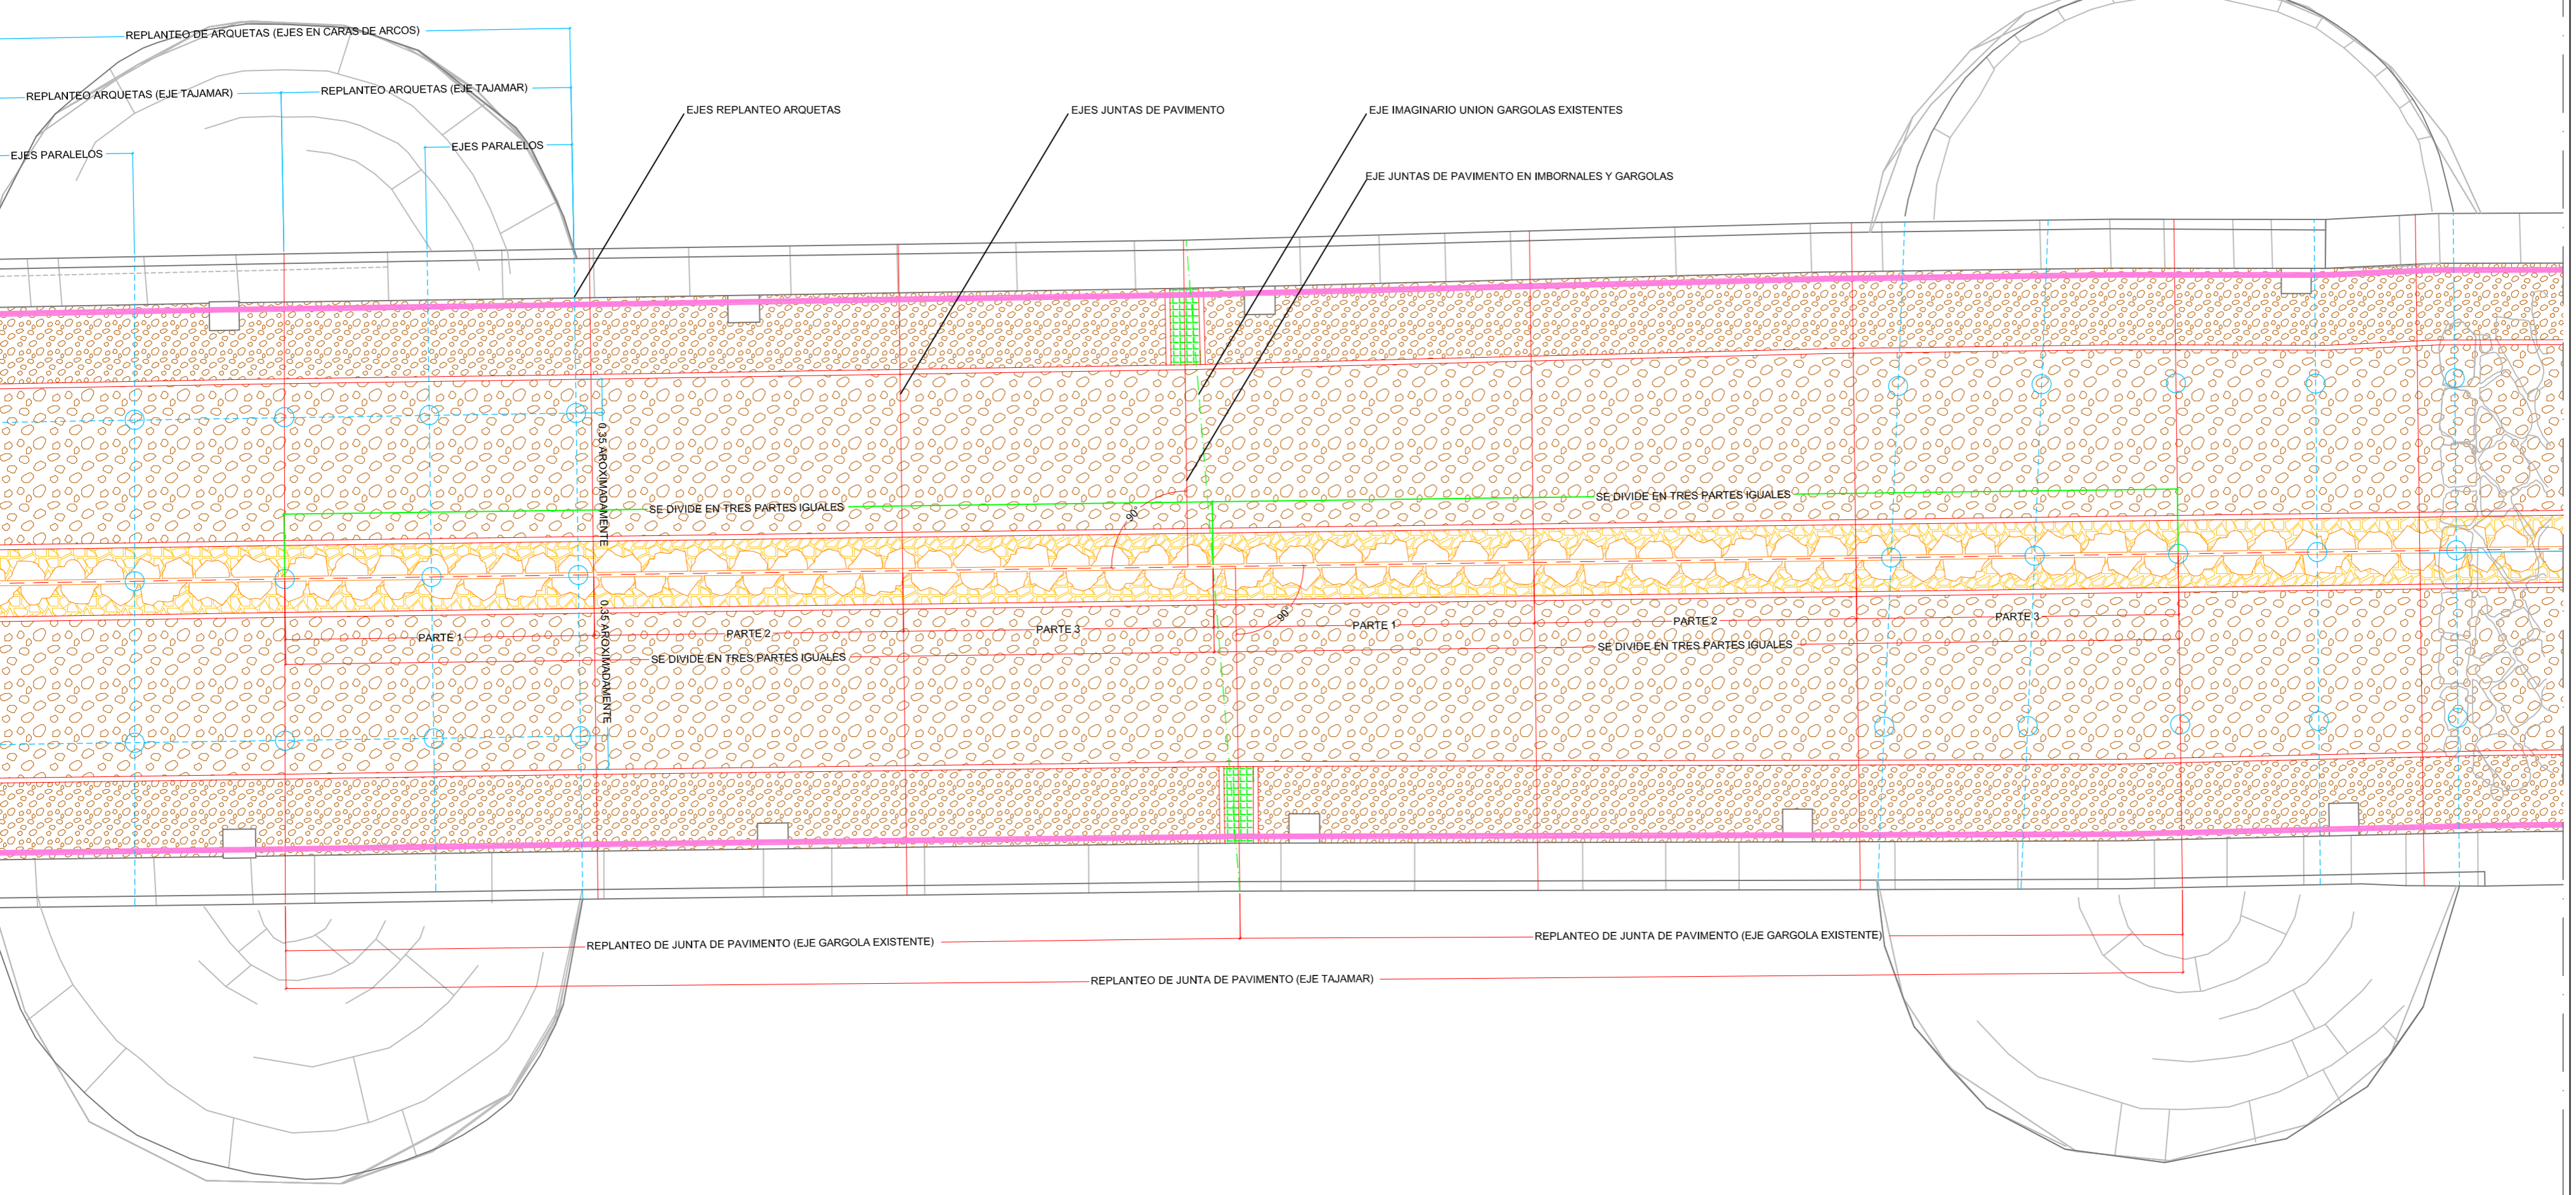 REPLANTEO DE ARQUETAS (EJES EN CARAS DE ARCOS)
REPLANTEO ARQUETAS (EJE TAJAMAR)
REPLANTEO ARQUETAS (EJE TAJAMAR)
EJES PARALELOS
EJES PARALELOS
EJES REPLANTEO ARQUETAS
EJES JUNTAS DE PAVIMENTO
EJE IMAGINARIO UNION GARGOLAS EXISTENTES
EJE JUNTAS DE PAVIMENTO EN IMBORNALES Y GARGOLAS
0.35 AROXIMADAMENTE
SE DIVIDE EN TRES PARTES IGUALES
90°
SE DIVIDE EN TRES PARTES IGUALES
0.35 AROXIMADAMENTE
90°
PARTE 1
PARTE 2
PARTE 3
PARTE 1
PARTE 2
PARTE 3
SE DIVIDE EN TRES PARTES IGUALES
SE DIVIDE EN TRES PARTES IGUALES
REPLANTEO DE JUNTA DE PAVIMENTO (EJE GARGOLA EXISTENTE)
REPLANTEO DE JUNTA DE PAVIMENTO (EJE GARGOLA EXISTENTE)
REPLANTEO DE JUNTA DE PAVIMENTO (EJE TAJAMAR)